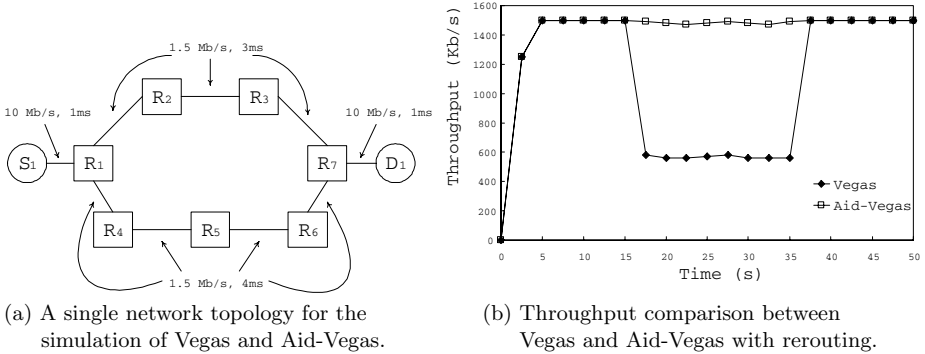 1.5 Mb/s, 3ms
R2
R3
10 Mb/s, 1ms
10 Mb/s, 1ms
S1
R1
R7
D1
R4
R5
R6
1.5 Mb/s, 4ms
(a) A single network topology for the
simulation of Vegas and Aid-Vegas.
Throughput (Kb/s)
1600
1400
1200
1000
800
600
400
200
0
Vegas
Aid-Vegas
0 5 10 15 20 25 30 35 40 45 50
Time (s)
(b) Throughput comparison between
Vegas and Aid-Vegas with rerouting.